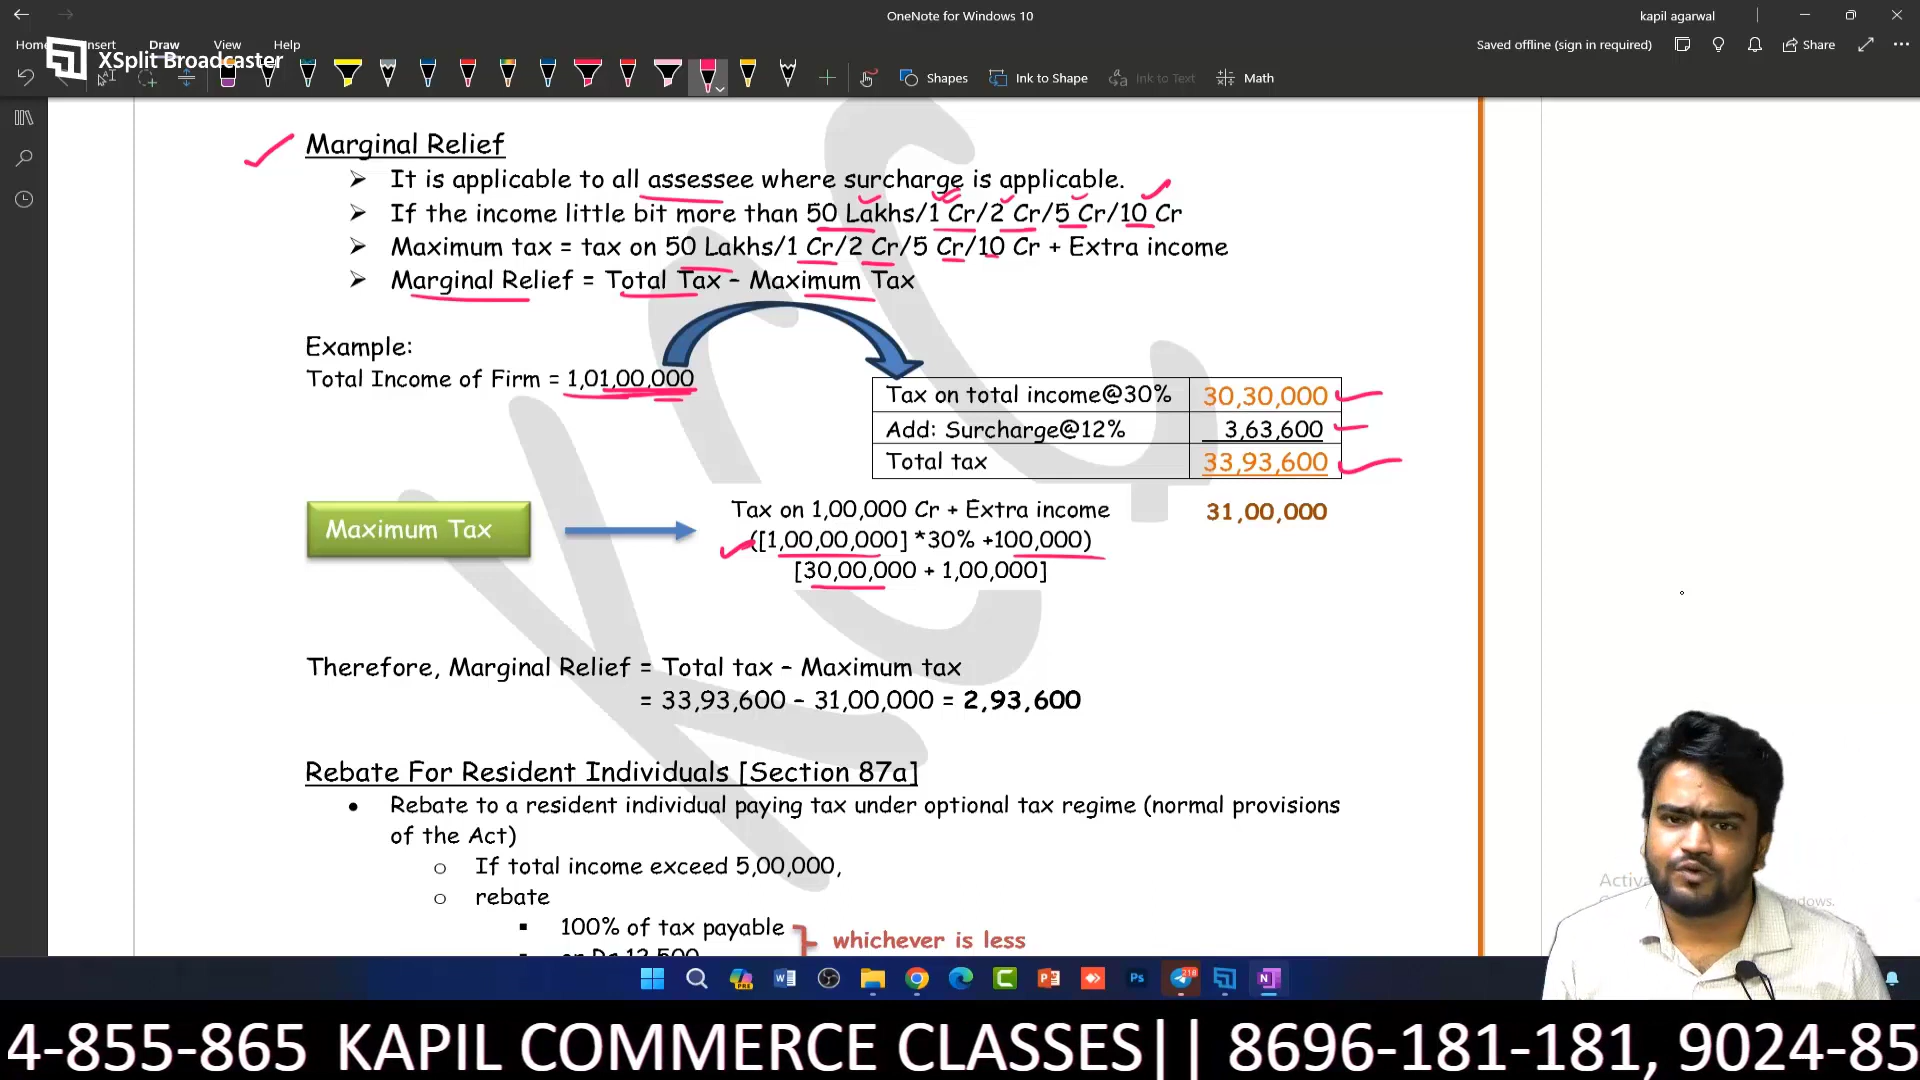 OneNote for Windows 10
kapil agarwal
Home Insert Draw View Help
XSplit Broadcaster
Saved offline (sign in required)
Share
Shapes
Ink to Shape
Ink to Text
Math
Marginal Relief
➢ It is applicable to all assessee where surcharge is applicable.
➢ If the income little bit more than 50 Lakhs/1 Cr/2 Cr/5 Cr/10 Cr
➢ Maximum tax = tax on 50 Lakhs/1 Cr/2 Cr/5 Cr/10 Cr + Extra income
➢ Marginal Relief = Total Tax – Maximum Tax
Example:
Total Income of Firm = 1,01,00,000
Tax on total income@30% 30,30,000
Add: Surcharge@12% 3,63,600
Total tax 33,93,600
Maximum Tax
Tax on 1,00,000 Cr + Extra income 31,00,000
([1,00,00,000] *30% +100,000)
[30,00,000 + 1,00,000]
Therefore, Marginal Relief = Total tax – Maximum tax
= 33,93,600 – 31,00,000 = 2,93,600
Rebate For Resident Individuals [Section 87a]
• Rebate to a resident individual paying tax under optional tax regime (normal provisions
of the Act)
o If total income exceed 5,00,000,
o rebate
▪ 100% of tax payable
▪ or Rs 12,500
whichever is less
KCC
218
4-855-865 KAPIL COMMERCE CLASSES|| 8696-181-181, 9024-85